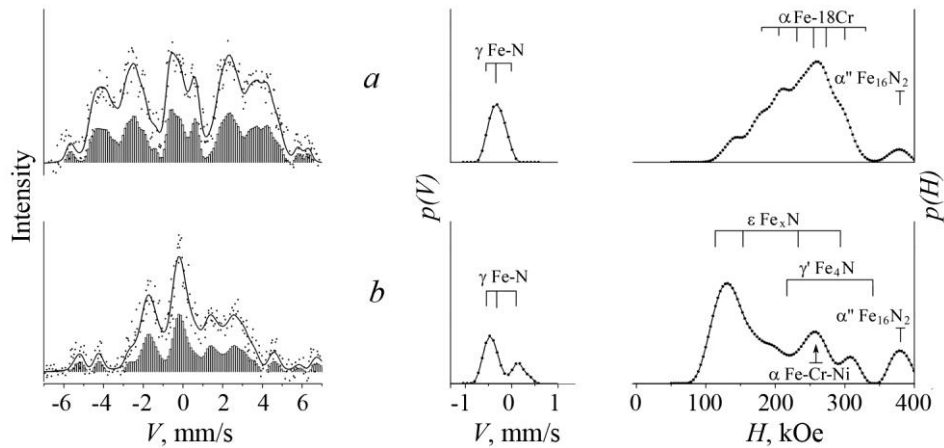 Intensity
a
b
-6 -4 -2 0 2 4 6
V, mm/s
p(V)
γ Fe-N
γ Fe-N
-1 0 1
V, mm/s
α Fe-18Cr
α'' Fe₁₆N₂
p(H)
ε FeₓN
γ' Fe₄N
α'' Fe₁₆N₂
α Fe-Cr-Ni
0 100 200 300 400
H, kOe